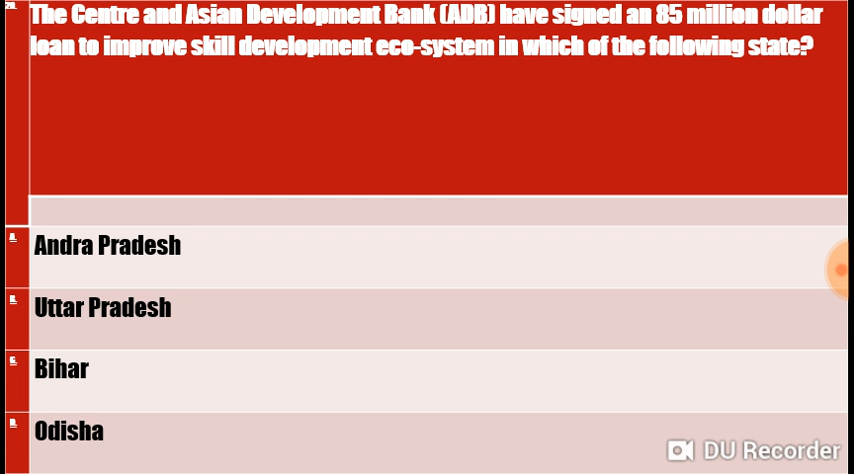 The Centre and Asian Development Bank (ADB) have signed an 85 million dollar
loan to improve skill development eco-system in which of the following state?
Andra Pradesh
Uttar Pradesh
Bihar
Odisha
DU Recorder